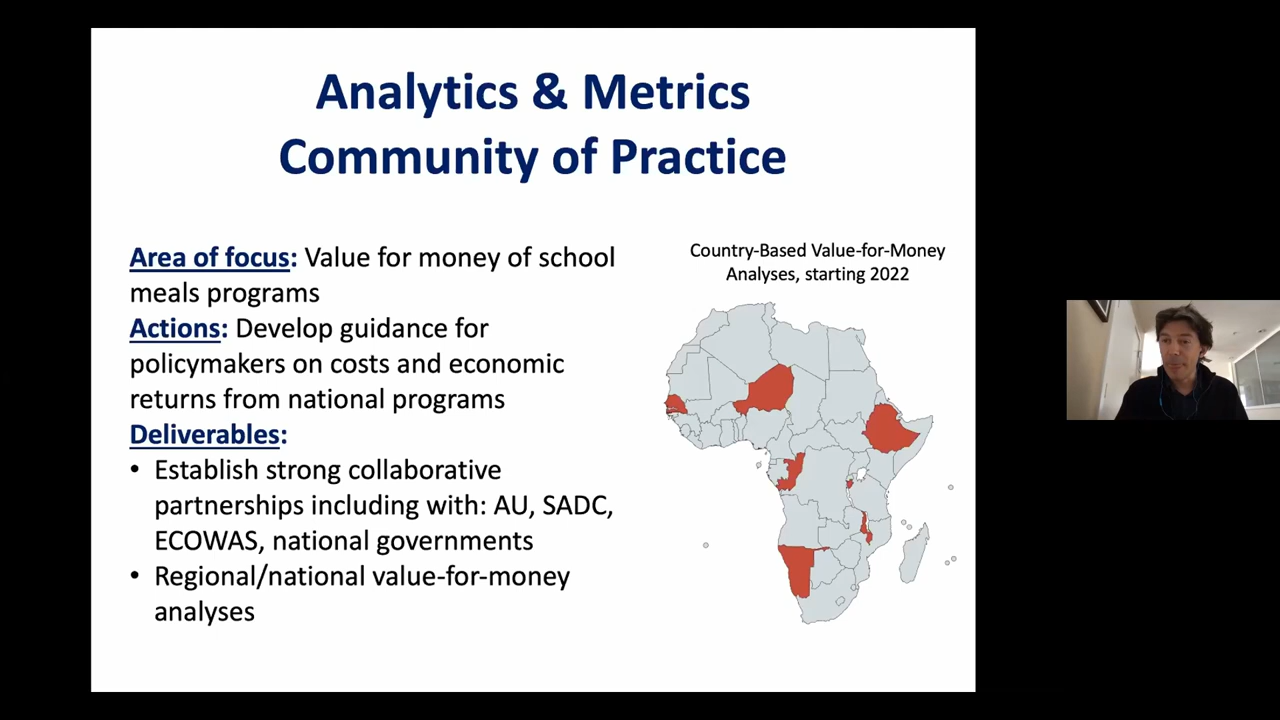 Analytics & Metrics
Community of Practice
Area of focus: Value for money of school
meals programs
Actions: Develop guidance for
policymakers on costs and economic
returns from national programs
Deliverables:
• Establish strong collaborative
partnerships including with: AU, SADC,
ECOWAS, national governments
• Regional/national value-for-money
analyses
Country-Based Value-for-Money
Analyses, starting 2022